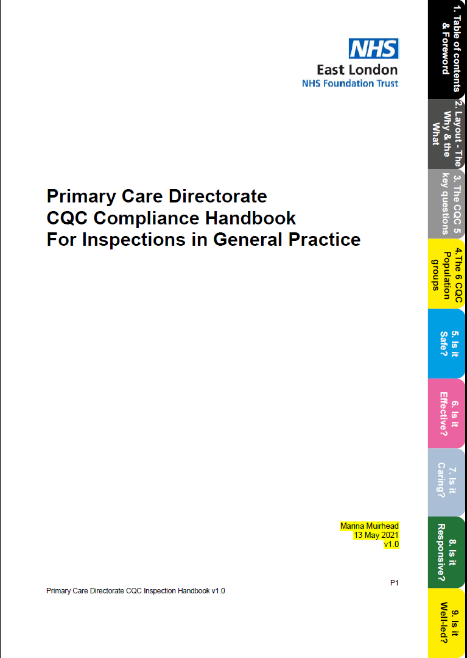 NHS
East London
NHS Foundation Trust
Primary Care Directorate
CQC Compliance Handbook
For Inspections in General Practice
Marina Muirhead
13 May 2021
v1.0
P1
Primary Care Directorate CQC Inspection Handbook v1.0
1. Table of contents
& Foreword
2. Layout - The
Why & the
What
3. The CQC 5
key questions
4.The 6 CQC
Population
groups
5. Is it
Safe?
6. Is it
Effective?
7. Is it
Caring?
8. Is it
Responsive?
9. Is it
Well-led?